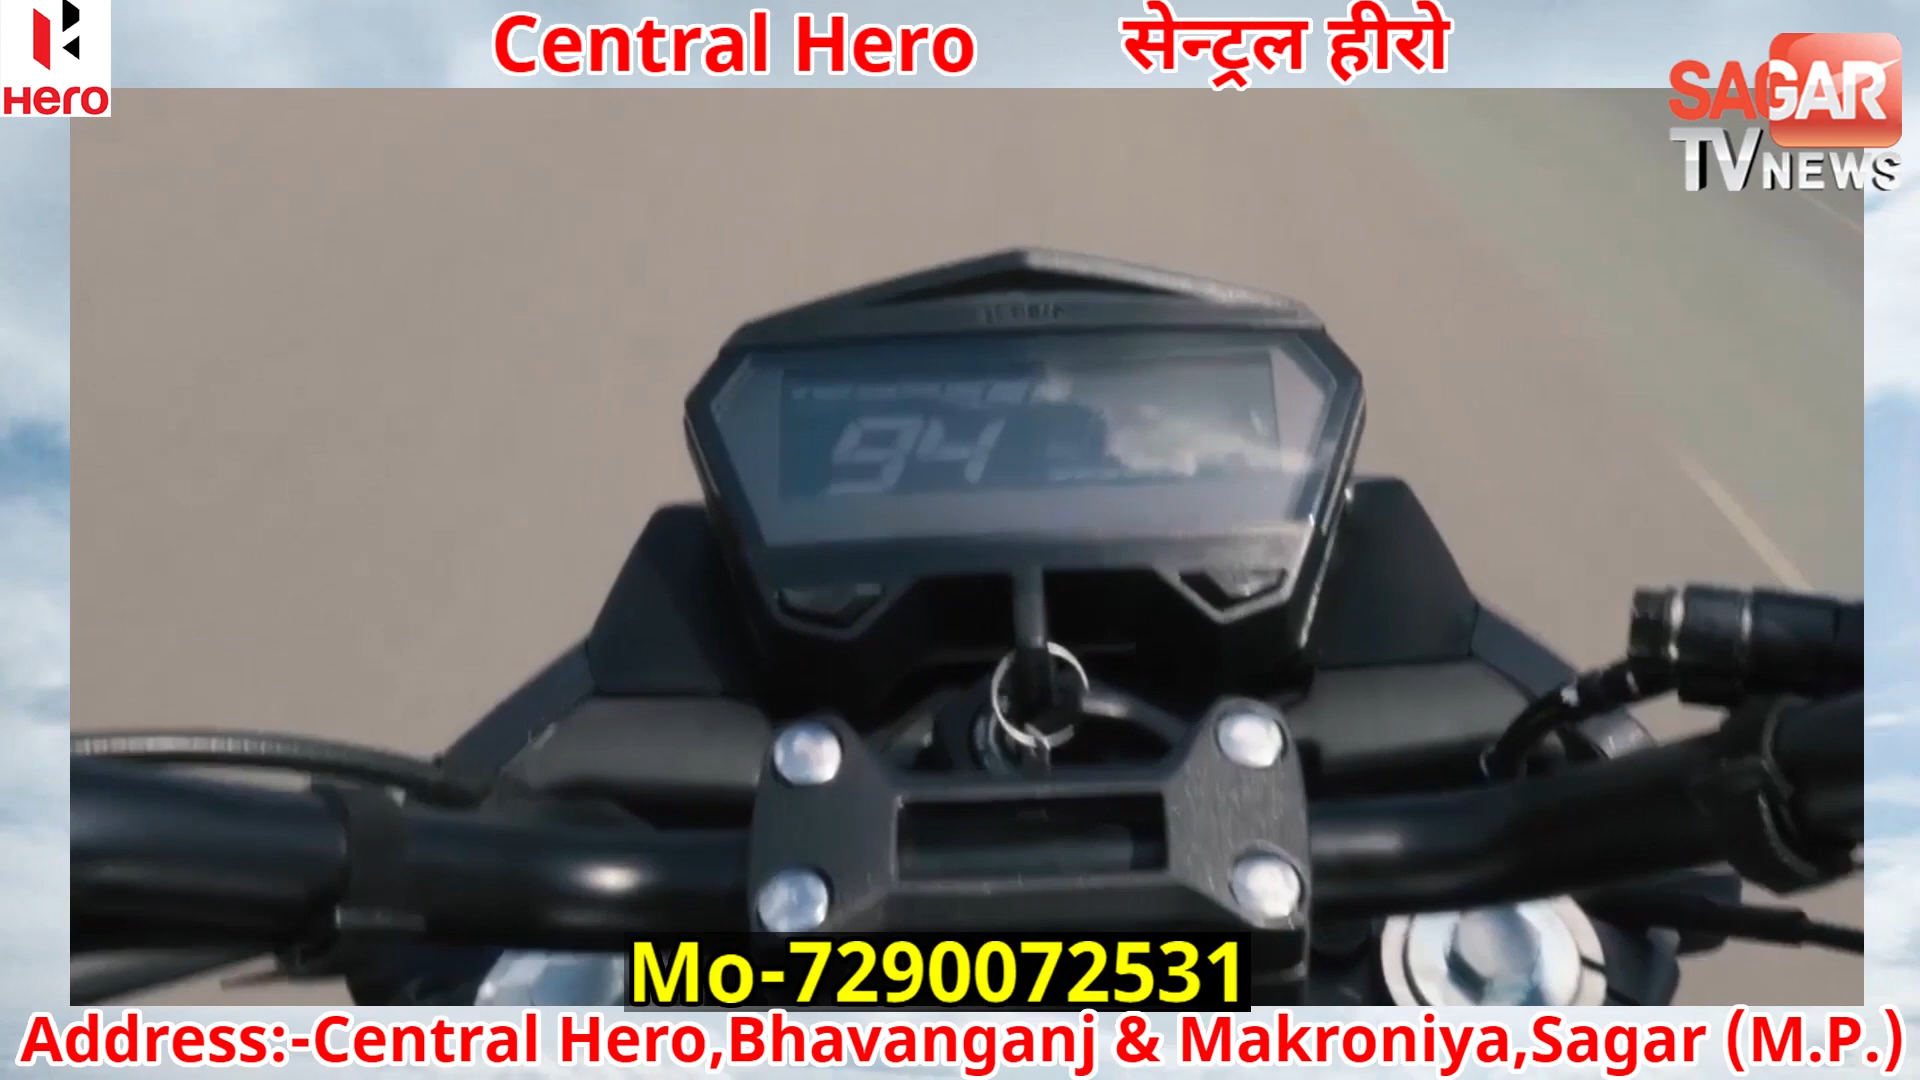 Hero
Central Hero सेन्ट्रल हीरो
SAGAR
TV NEWS
94
Mo-7290072531
Address:-Central Hero,Bhavanganj & Makroniya,Sagar (M.P.)